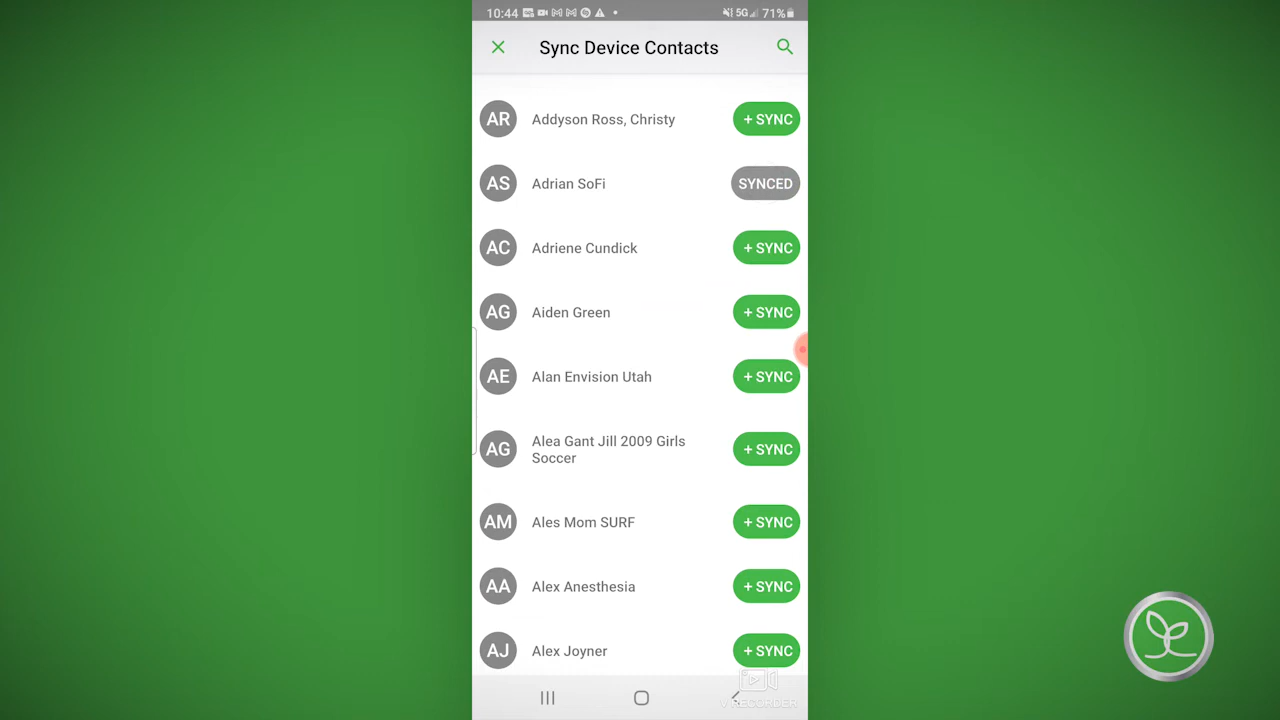 10:44 5G 71%
Sync Device Contacts
AR Addyson Ross, Christy + SYNC
AS Adrian SoFi SYNCED
AC Adriene Cundick + SYNC
AG Aiden Green + SYNC
AE Alan Envision Utah + SYNC
AG Alea Gant Jill 2009 Girls Soccer + SYNC
AM Ales Mom SURF + SYNC
AA Alex Anesthesia + SYNC
AJ Alex Joyner + SYNC
V RECORDER